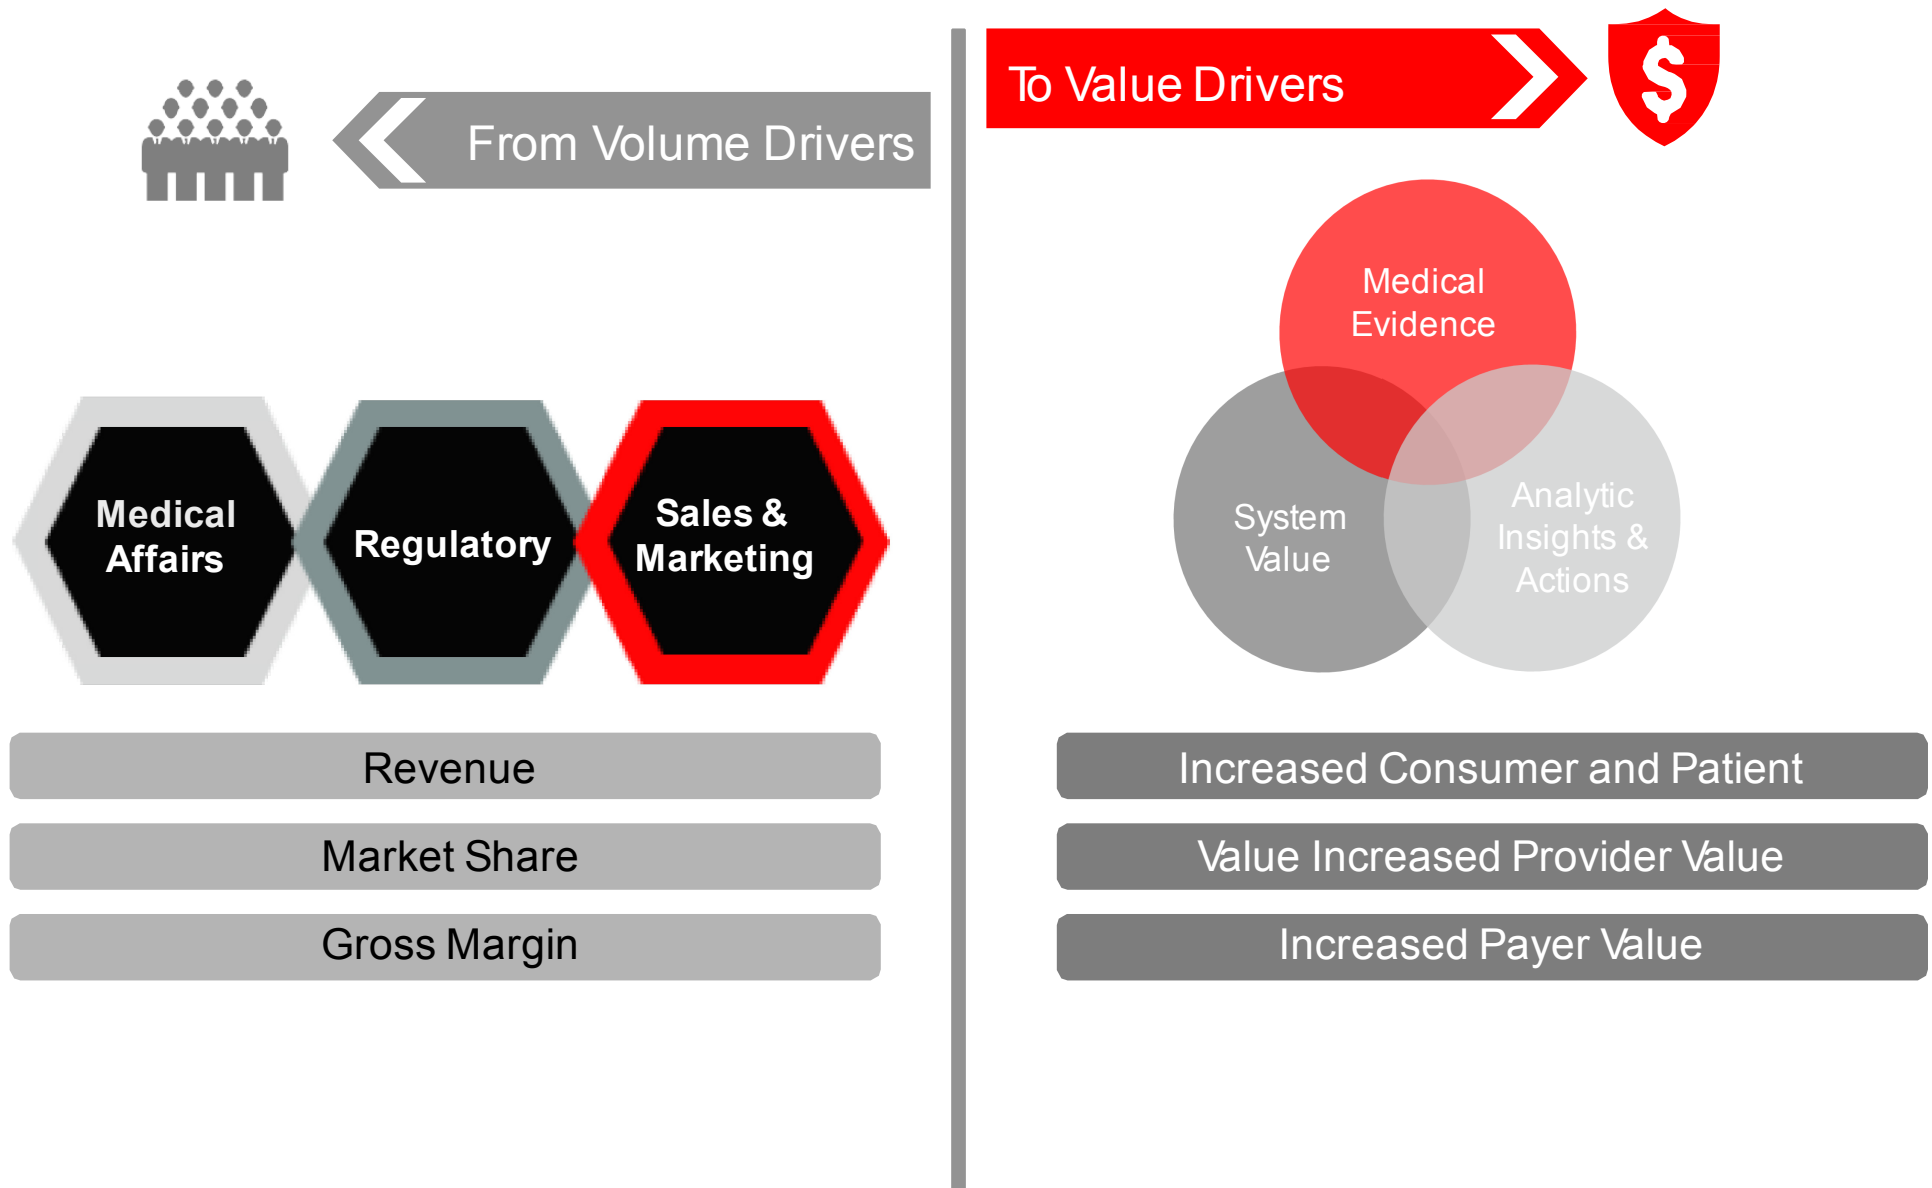 From Volume Drivers
Medical
Affairs
Regulatory
Sales &
Marketing
Revenue
Market Share
Gross Margin
To Value Drivers
$
Medical
Evidence
System
Value
Analytic
Insights &
Actions
Increased Consumer and Patient
Value Increased Provider Value
Increased Payer Value